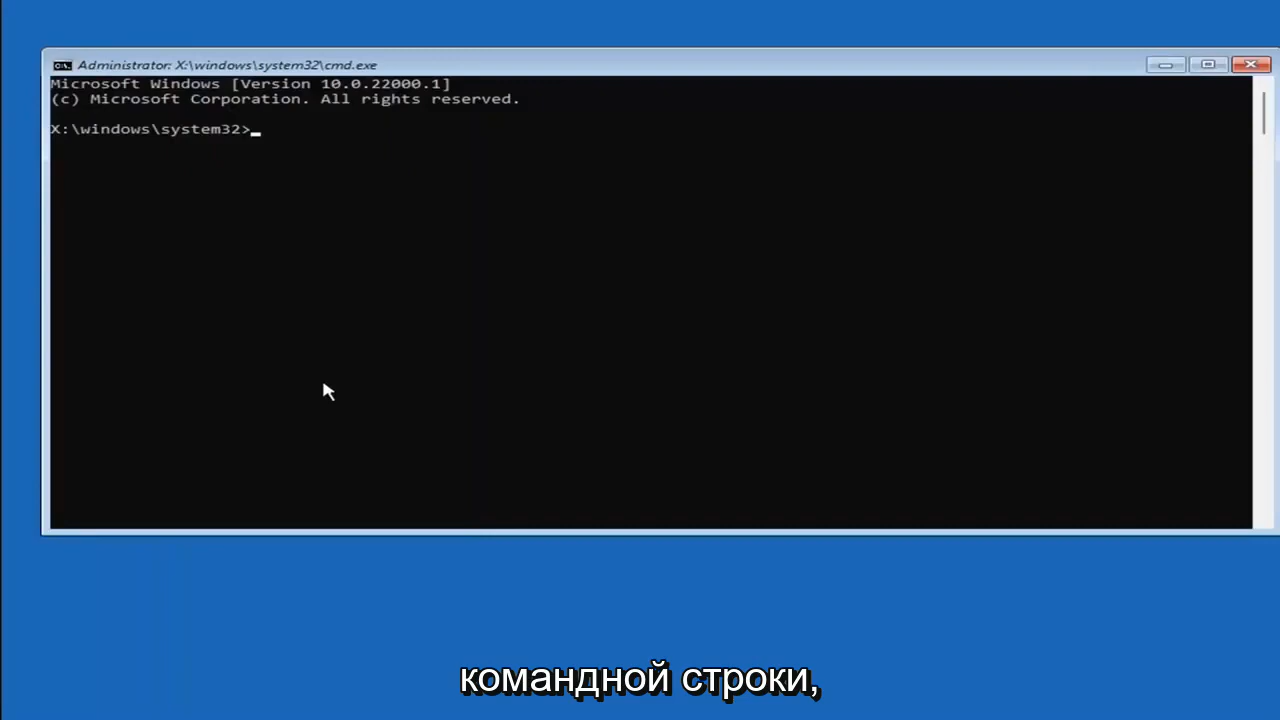 Administrator: X:\windows\system32\cmd.exe
Microsoft Windows [Version 10.0.22000.1]
(c) Microsoft Corporation. All rights reserved.
X:\windows\system32>_
командной строки,